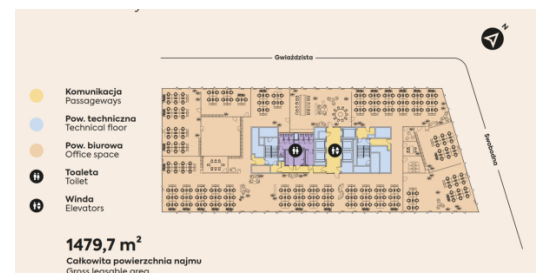 N
Gwiaździsta
Swobodna
Komunikacja
Passageways
Pow. techniczna
Technical floor
Pow. biurowa
Office space
Toaleta
Toilet
Winda
Elevators
1479,7 m²
Całkowita powierzchnia najmu
Gross leasable area